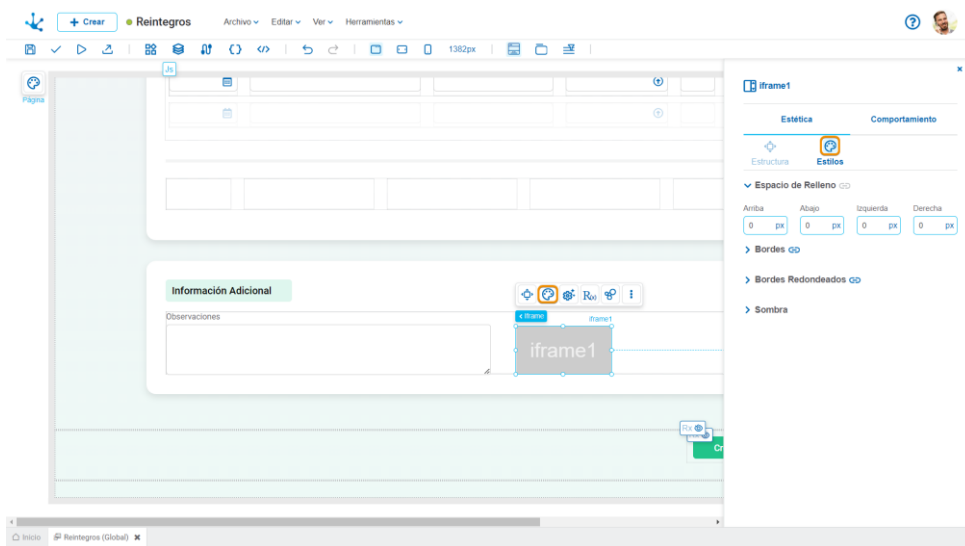 Crear
Reintegros
Archivo
Editar
Ver
Herramientas
1382px
Js
Página
iframe1
Estética
Comportamiento
Estructura
Estilos
Espacio de Relleno
Arriba
Abajo
Izquierda
Derecha
0 px
0 px
0 px
0 px
Bordes
Bordes Redondeados
Sombra
Información Adicional
R(x)
Observaciones
iframe
iframe1
iframe1
Rx
Cr
Inicio
Reintegros (Global)